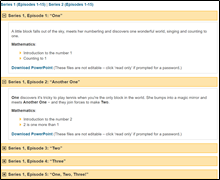 Series 1 (Episodes 1-15) | Series 2 (Episodes 1-15)
Series 1, Episode 1: "One"
A little block falls out of the sky, meets her numberling and discovers one wonderful world, singing and counting to one.
Mathematics:
Introduction to the number 1
Counting to 1
Download PowerPoint (These files are not editable – click 'read only' if prompted for a password.)
Series 1, Episode 2: "Another One"
One discovers it's tricky to play tennis when you're the only block in the world. She bumps into a magic mirror and
meets Another One – and they join forces to make Two.
Mathematics:
Introduction to the number 2
2 is one more than 1
Download PowerPoint (These files are not editable – click 'read only' if prompted for a password.)
Series 1, Episode 3: "Two"
Series 1, Episode 4: "Three"
Series 1, Episode 5: "One, Two, Three!"